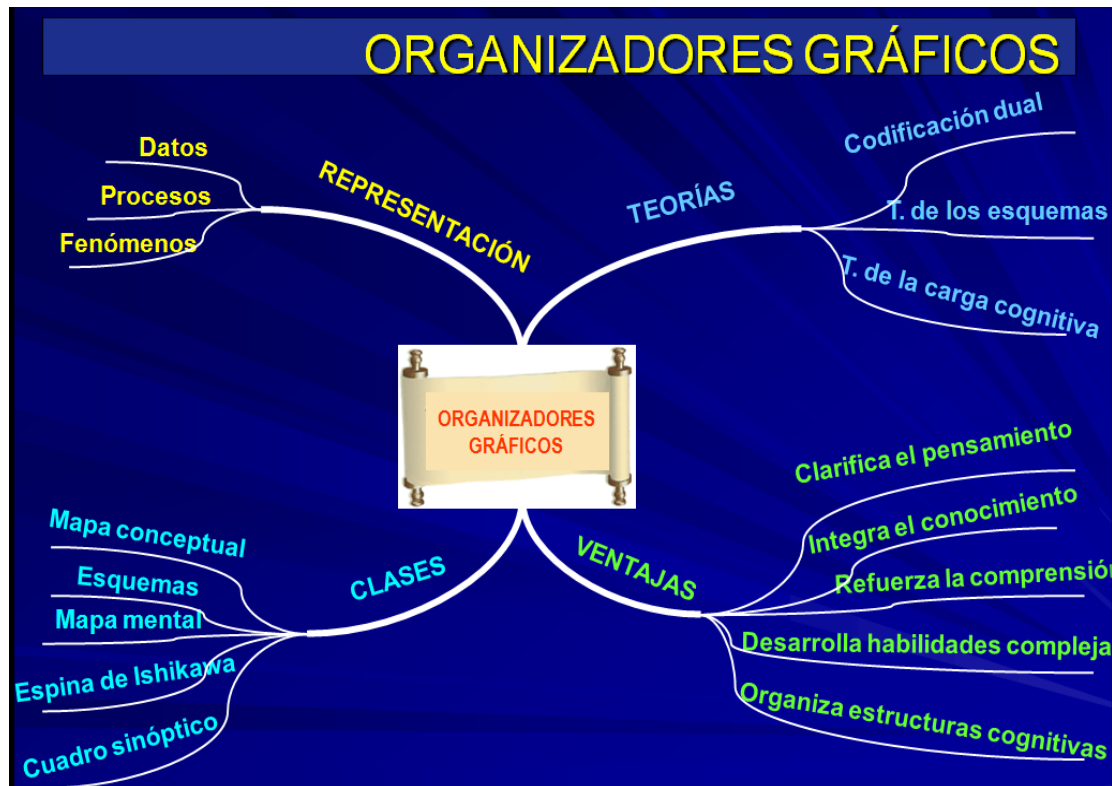 ORGANIZADORES GRÁFICOS
REPRESENTACIÓN
Datos
Procesos
Fenómenos
TEORÍAS
Codificación dual
T. de los esquemas
T. de la carga cognitiva
ORGANIZADORES
GRÁFICOS
CLASES
Mapa conceptual
Esquemas
Mapa mental
Espina de Ishikawa
Cuadro sinóptico
VENTAJAS
Clarifica el pensamiento
Integra el conocimiento
Refuerza la comprensión
Desarrolla habilidades compleja
Organiza estructuras cognitivas